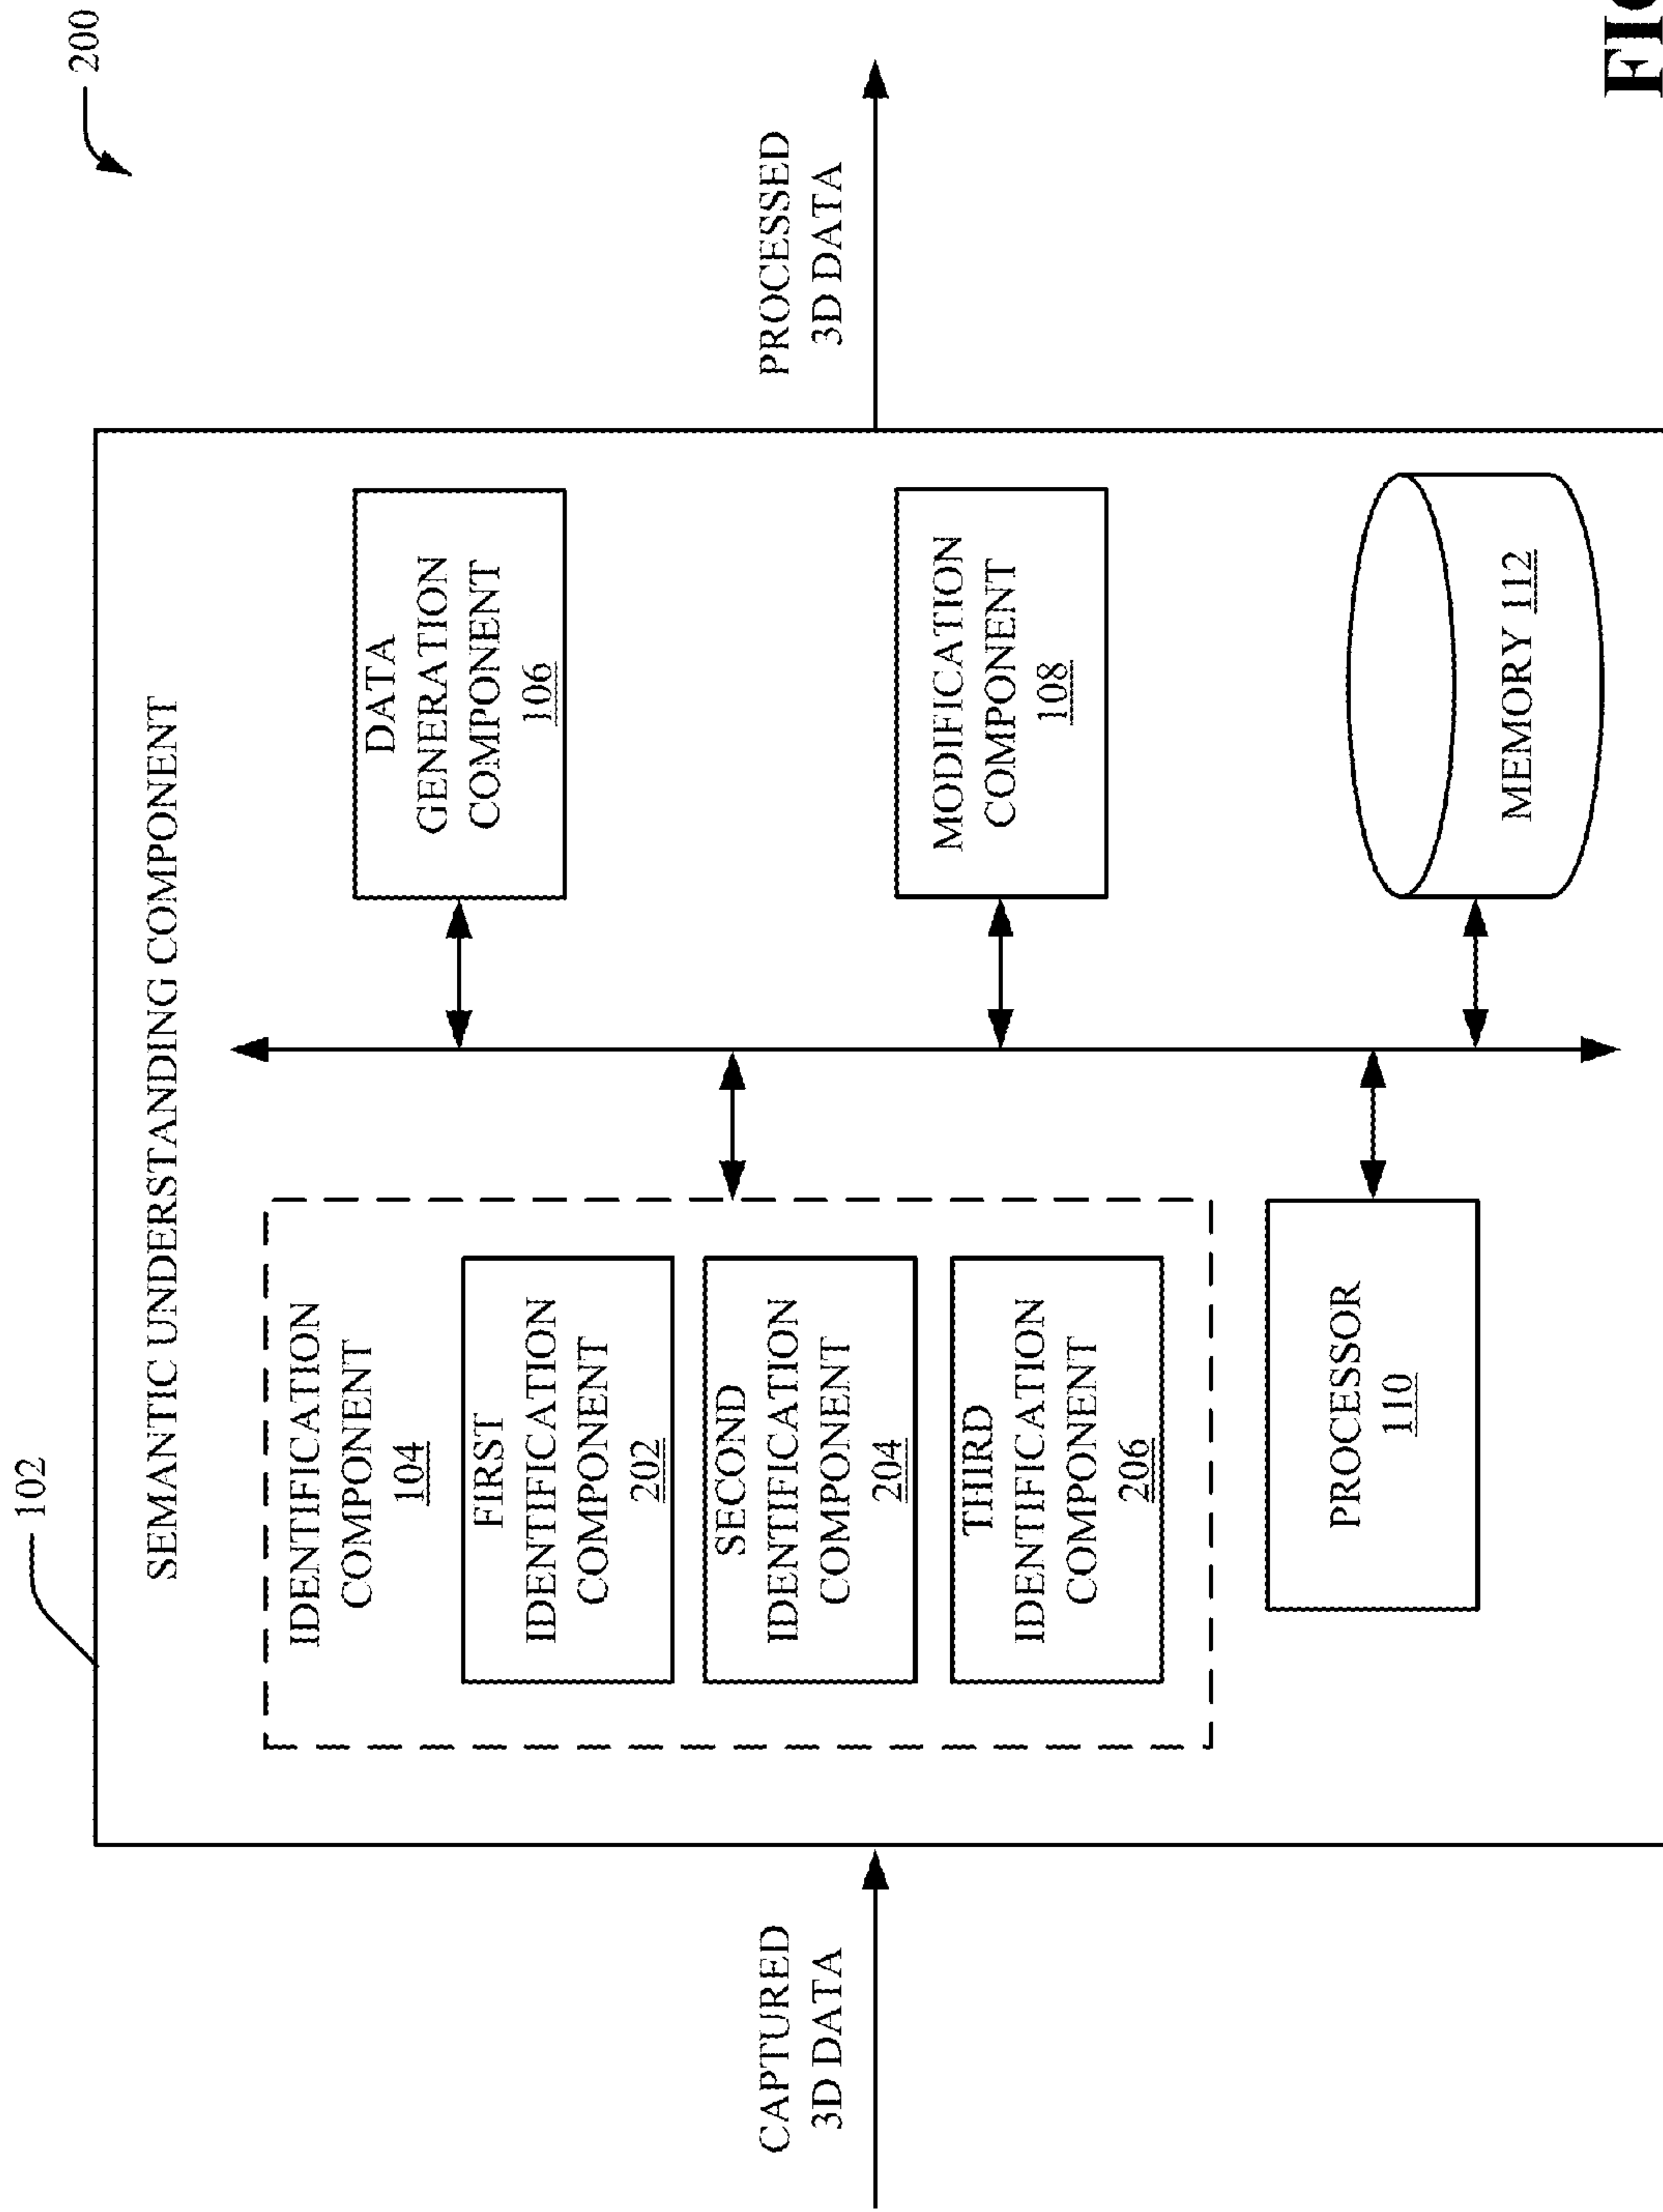 200
102
SEMANTIC UNDERSTANDING COMPONENT
IDENTIFICATION
COMPONENT
104
FIRST
IDENTIFICATION
COMPONENT
202
SECOND
IDENTIFICATION
COMPONENT
204
THIRD
IDENTIFICATION
COMPONENT
206
PROCESSOR
110
DATA
GENERATION
COMPONENT
106
MODIFICATION
COMPONENT
108
MEMORY 112
CAPTURED
3D DATA
PROCESSED
3D DATA